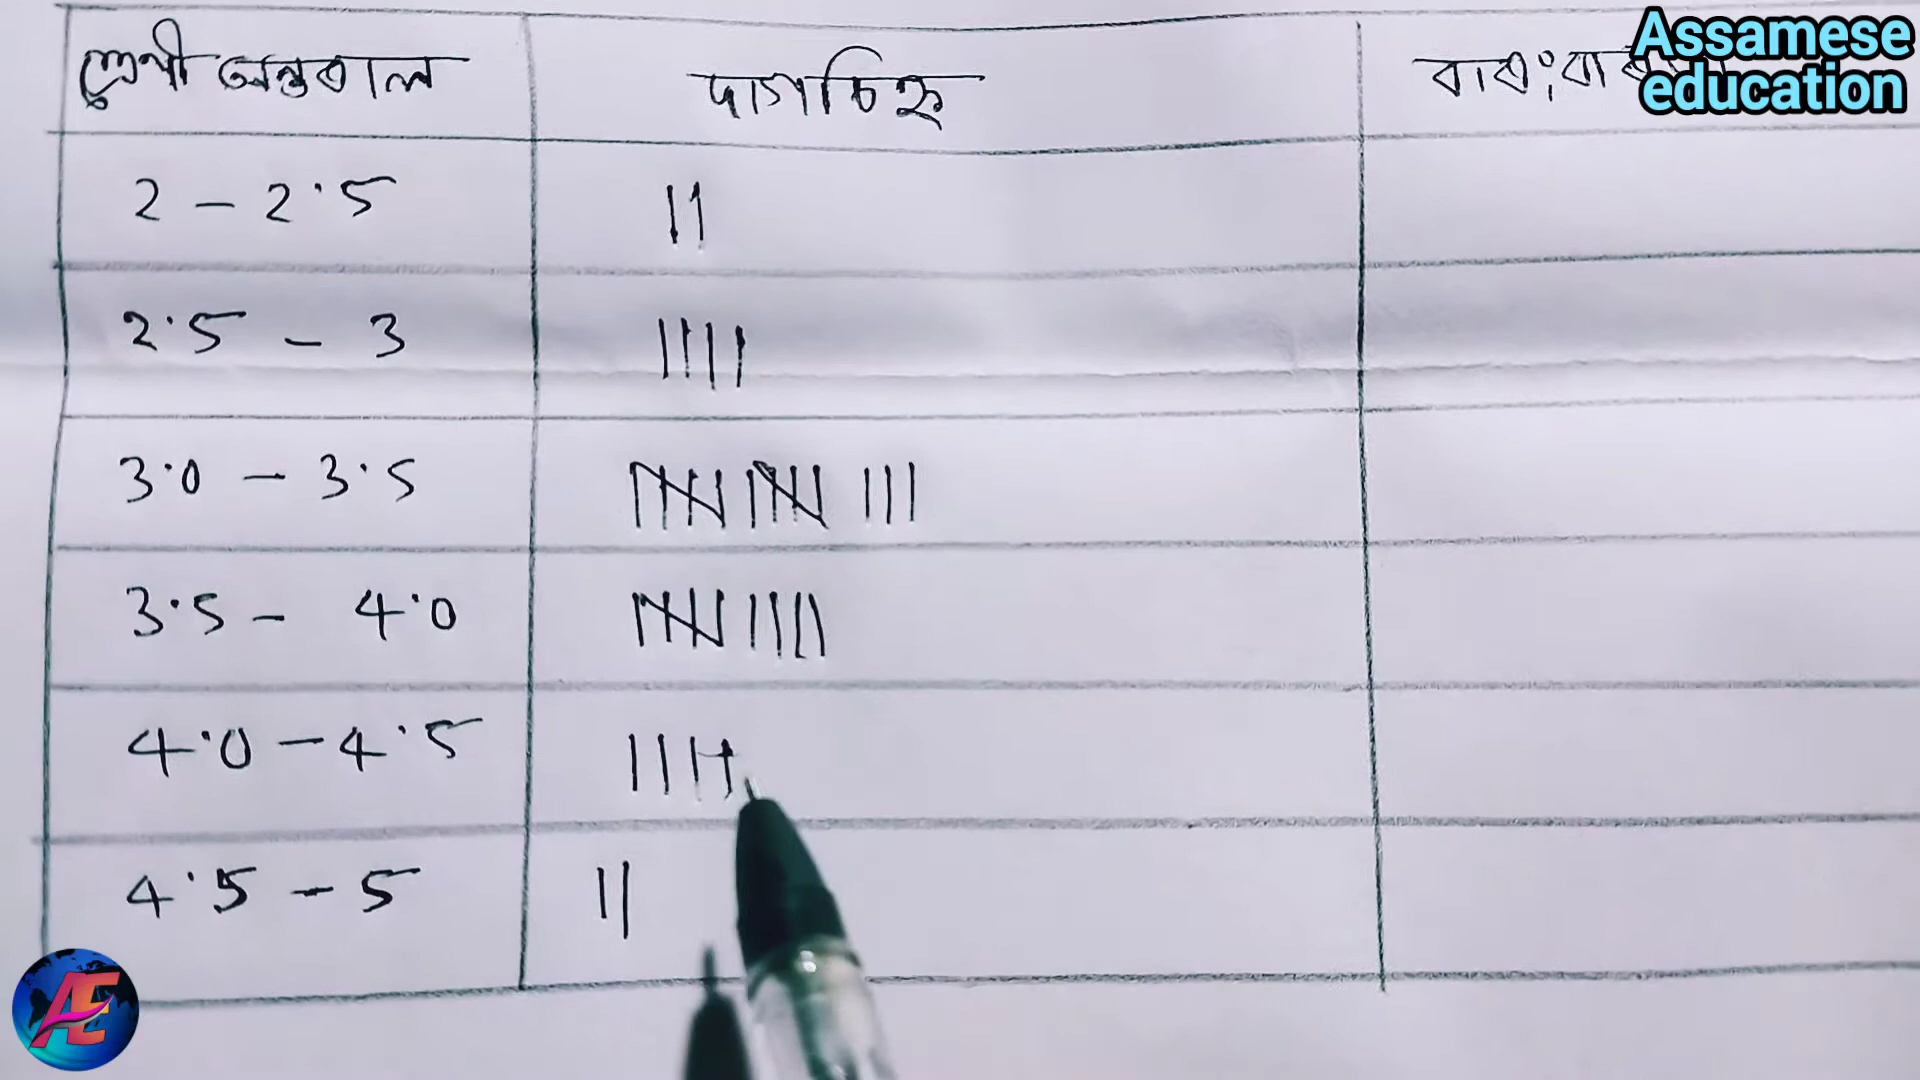 শ্ৰেণী অন্তৰাল দাগচিহ্ন
Assamese
education
2 - 2.5 ||
2.5 - 3 ||||
3.0 - 3.5 |||| |||| |||
3.5 - 4.0 |||| ||||
4.0 - 4.5 ||||
4.5 - 5 ||
AE